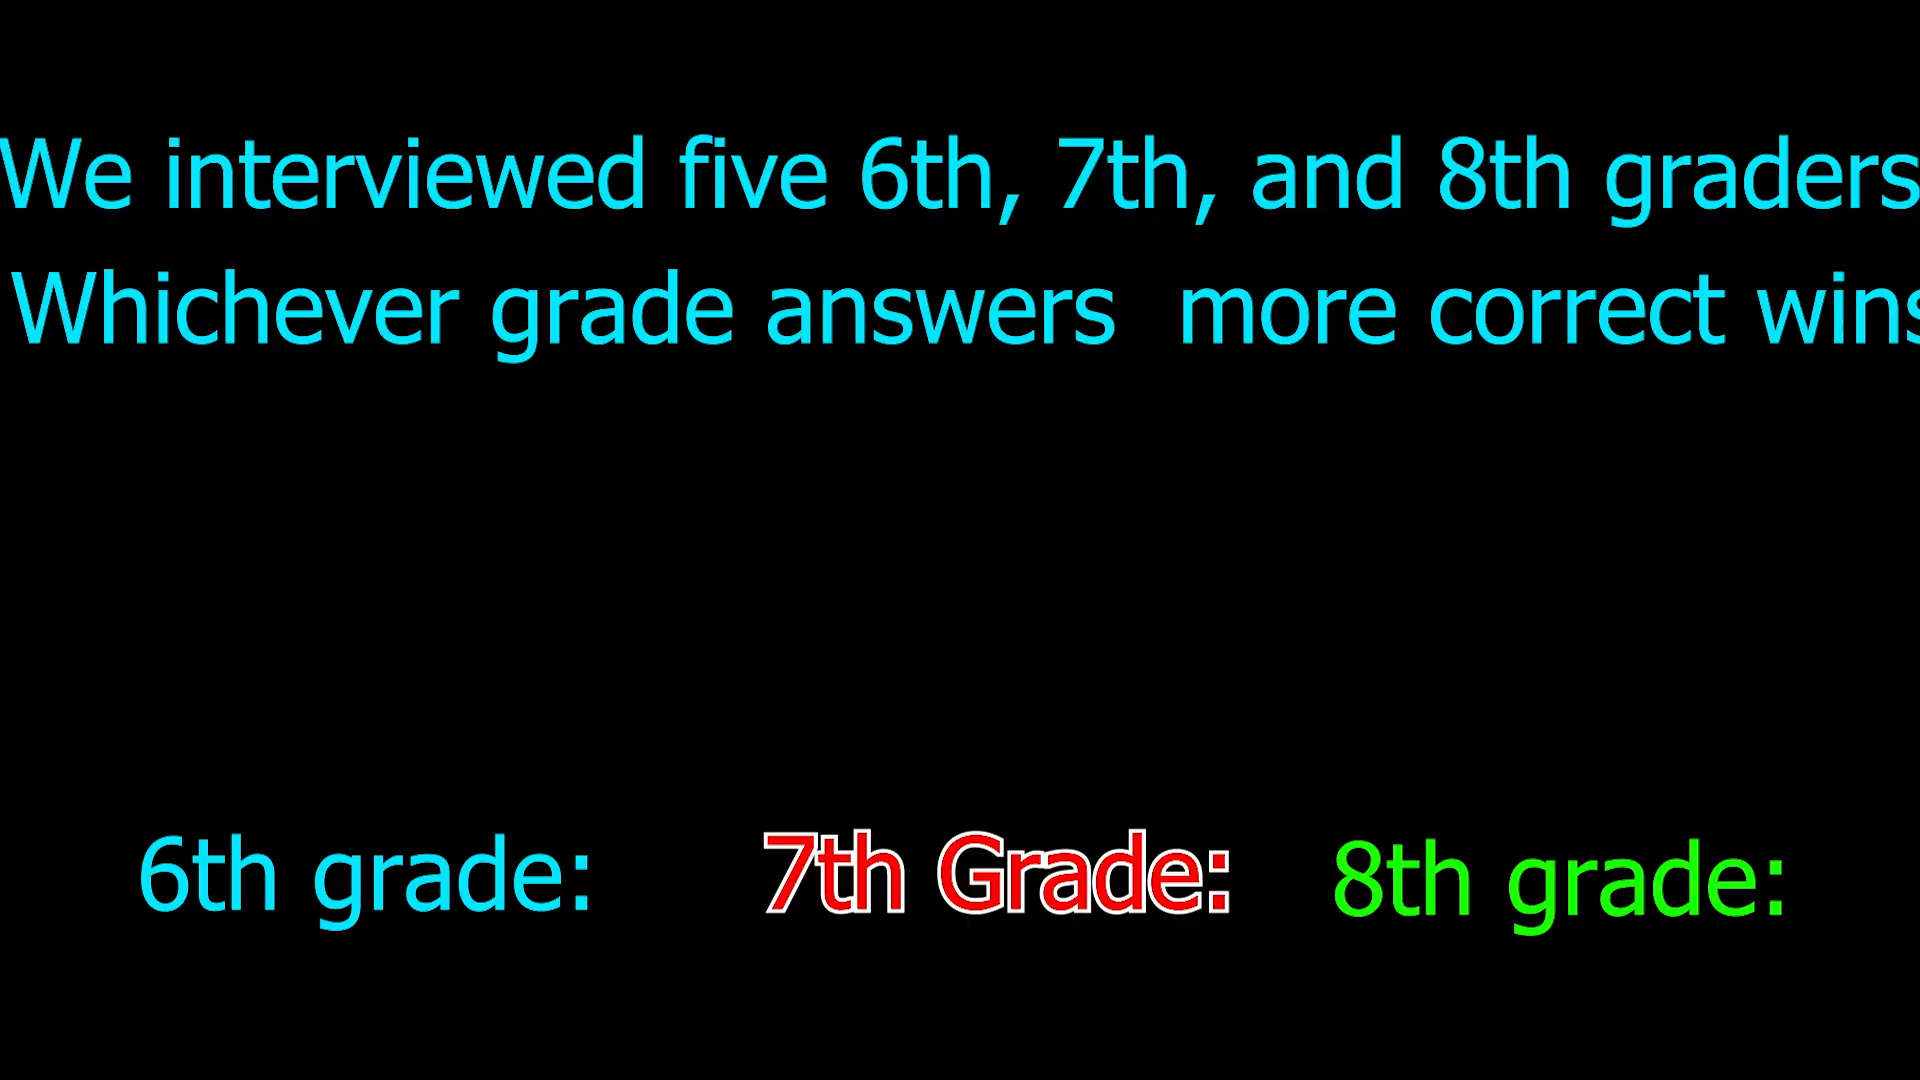 We interviewed five 6th, 7th, and 8th graders
Whichever grade answers  more correct wins
6th grade: 7th Grade: 8th grade: